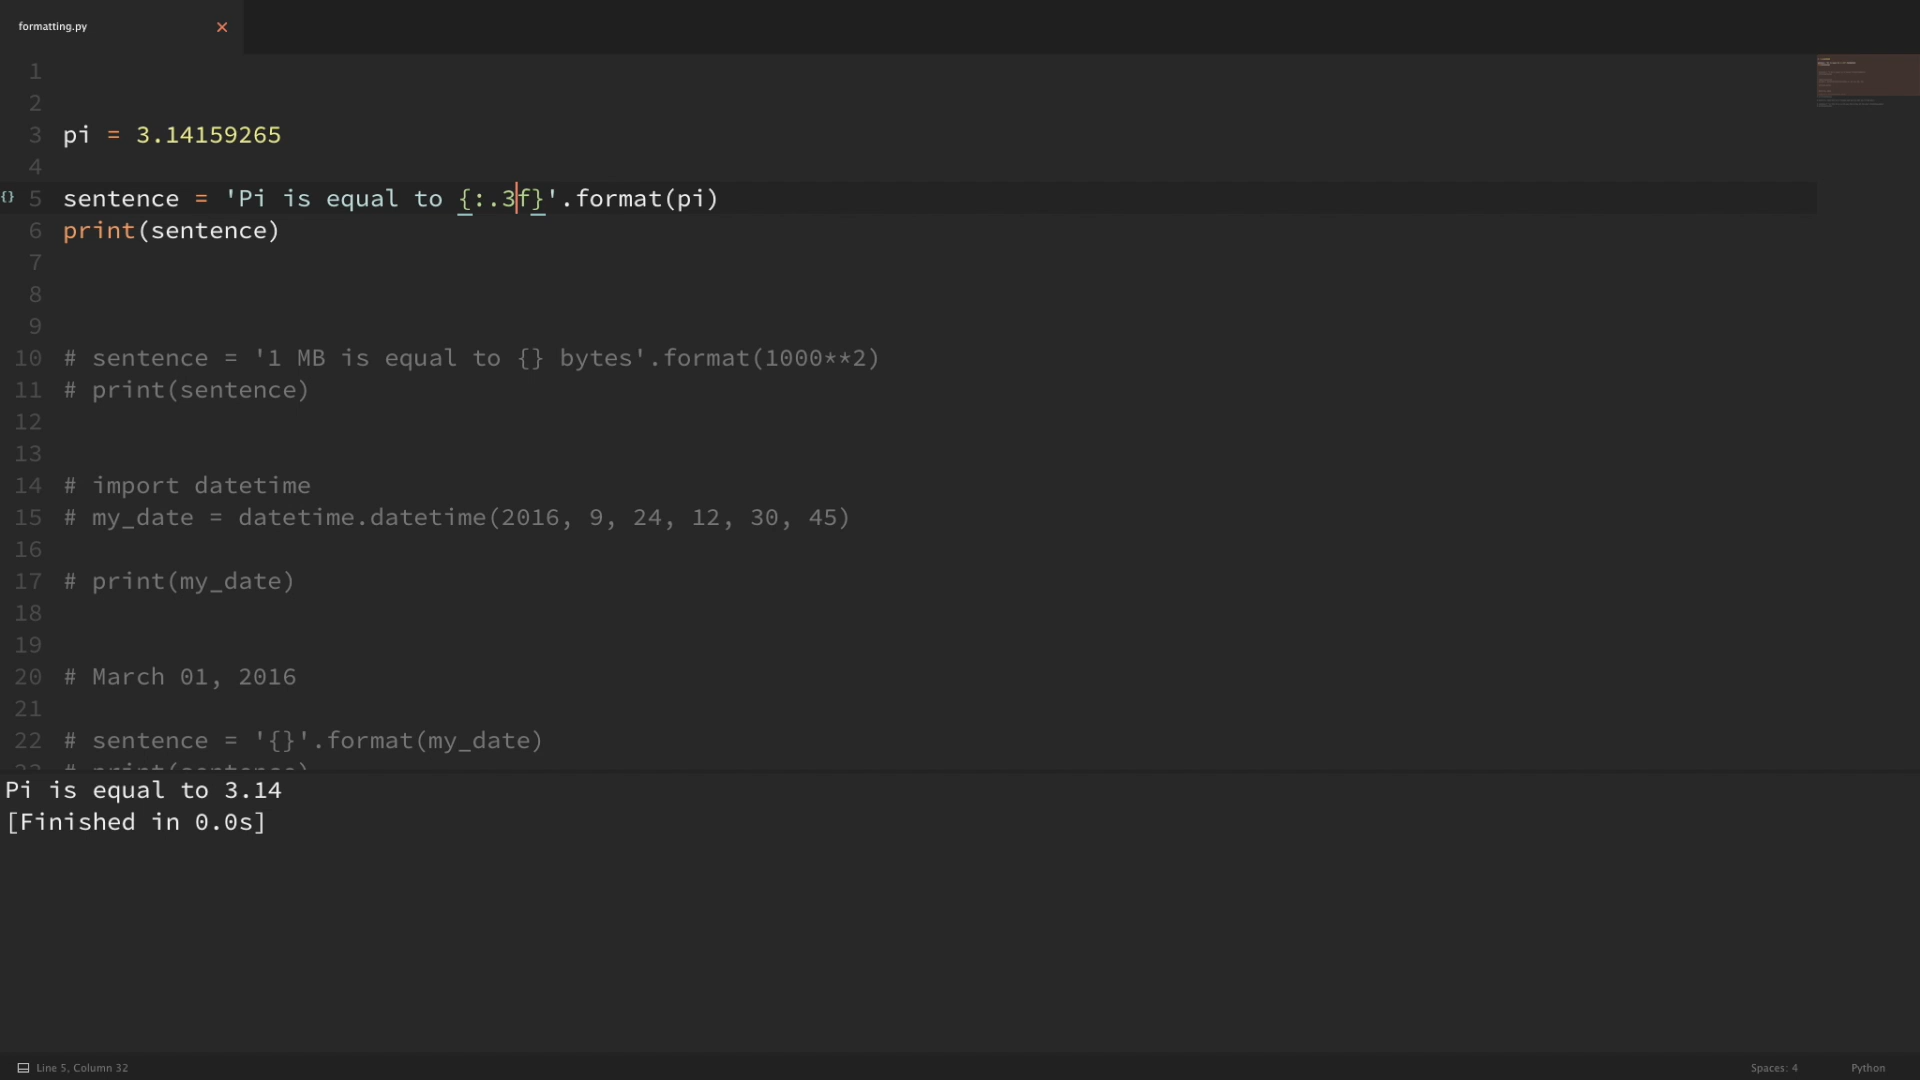 formatting.py
1
2
3 pi = 3.14159265
4
{} 5 sentence = 'Pi is equal to {:.3f}'.format(pi)
6 print(sentence)
7
8
9
10 # sentence = '1 MB is equal to {} bytes'.format(1000**2)
11 # print(sentence)
12
13
14 # import datetime
15 # my_date = datetime.datetime(2016, 9, 24, 12, 30, 45)
16
17 # print(my_date)
18
19
20 # March 01, 2016
21
22 # sentence = '{}'.format(my_date)
23 # print(sentence)
Pi is equal to 3.14
[Finished in 0.0s]
Line 5, Column 32
Spaces: 4
Python